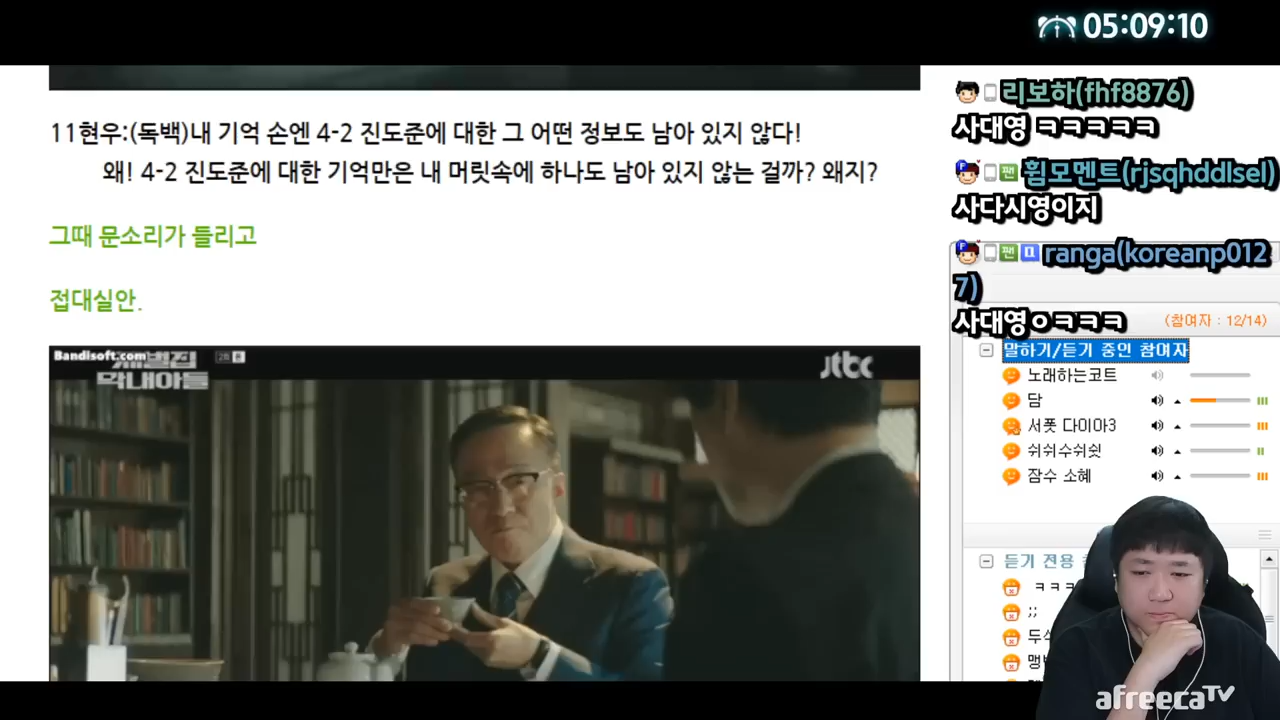 05:09:10
11현우:(독백)내 기억 손엔 4-2 진도준에 대한 그 어떤 정보도 남아 있지 않다!
왜! 4-2 진도준에 대한 기억만은 내 머릿속에 하나도 남아 있지 않는 걸까? 왜지?
그때 문소리가 들리고
접대실안.
Bandisoft.com
재벌집
막내아들
2회
jtbc
리보하(fhf8876)
사대영 ㅋㅋㅋㅋㅋ
팬
휨모멘트(rjsqhddlsel)
사다시영이지
팬
ranga(koreanp012
7)
사대영ㅇㅋㅋㅋ
(참여자 : 12/14)
말하기/듣기 중인 참여자
노래하는코트
담
서폿 다이아3
쉬쉬수쉬쉿
잠수 소혜
듣기 전용
ㅋㅋ
;;
afreecaTV